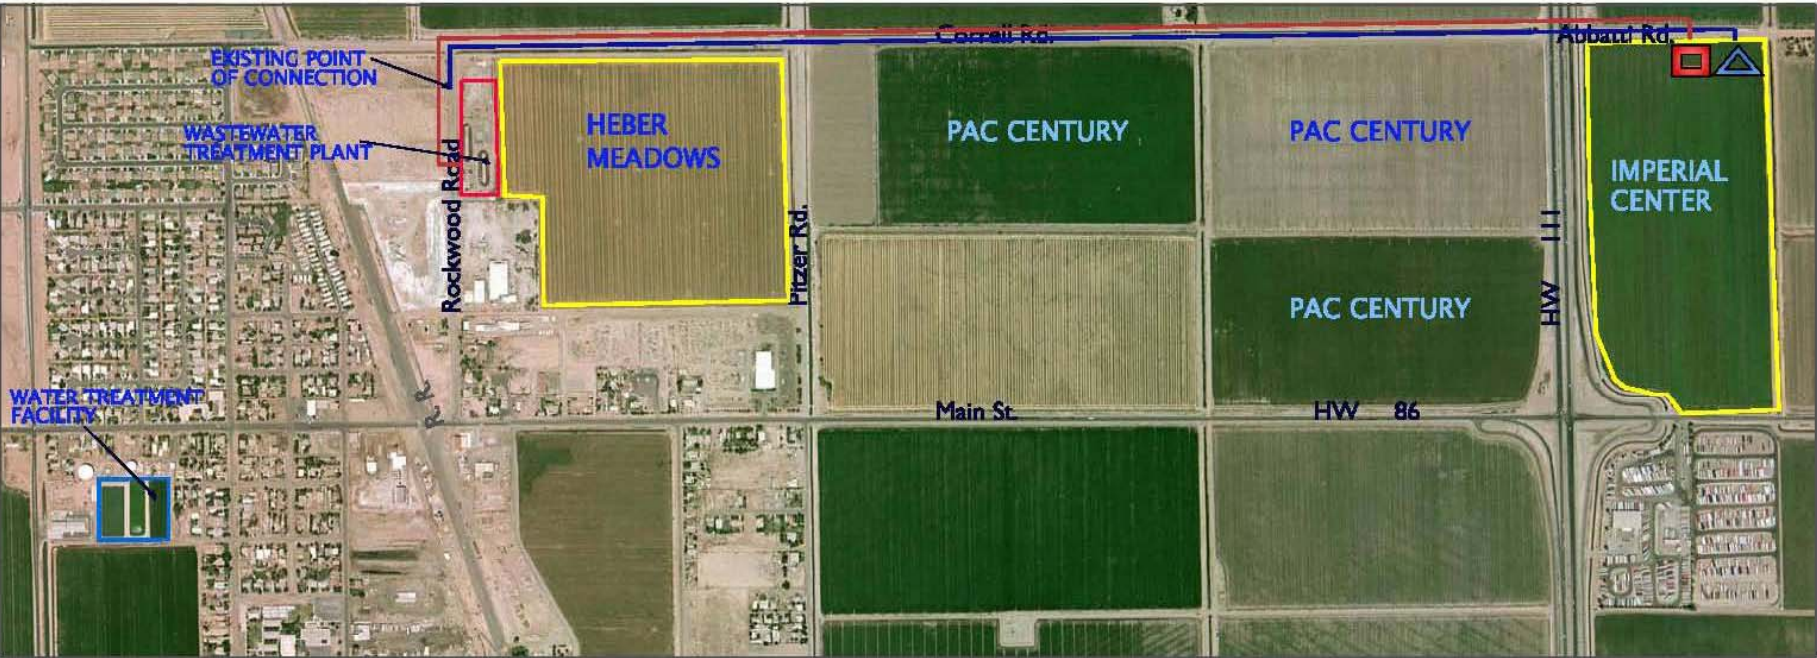 Correll Rd.
Abbatti Rd.
EXISTING POINT
OF CONNECTION
WASTEWATER
TREATMENT PLANT
HEBER
MEADOWS
PAC CENTURY
PAC CENTURY
IMPERIAL
CENTER
Rockwood Road
Pitzer Rd.
HW 111
PAC CENTURY
WATER TREATMENT
FACILITY
R R
Main St.
HW 86